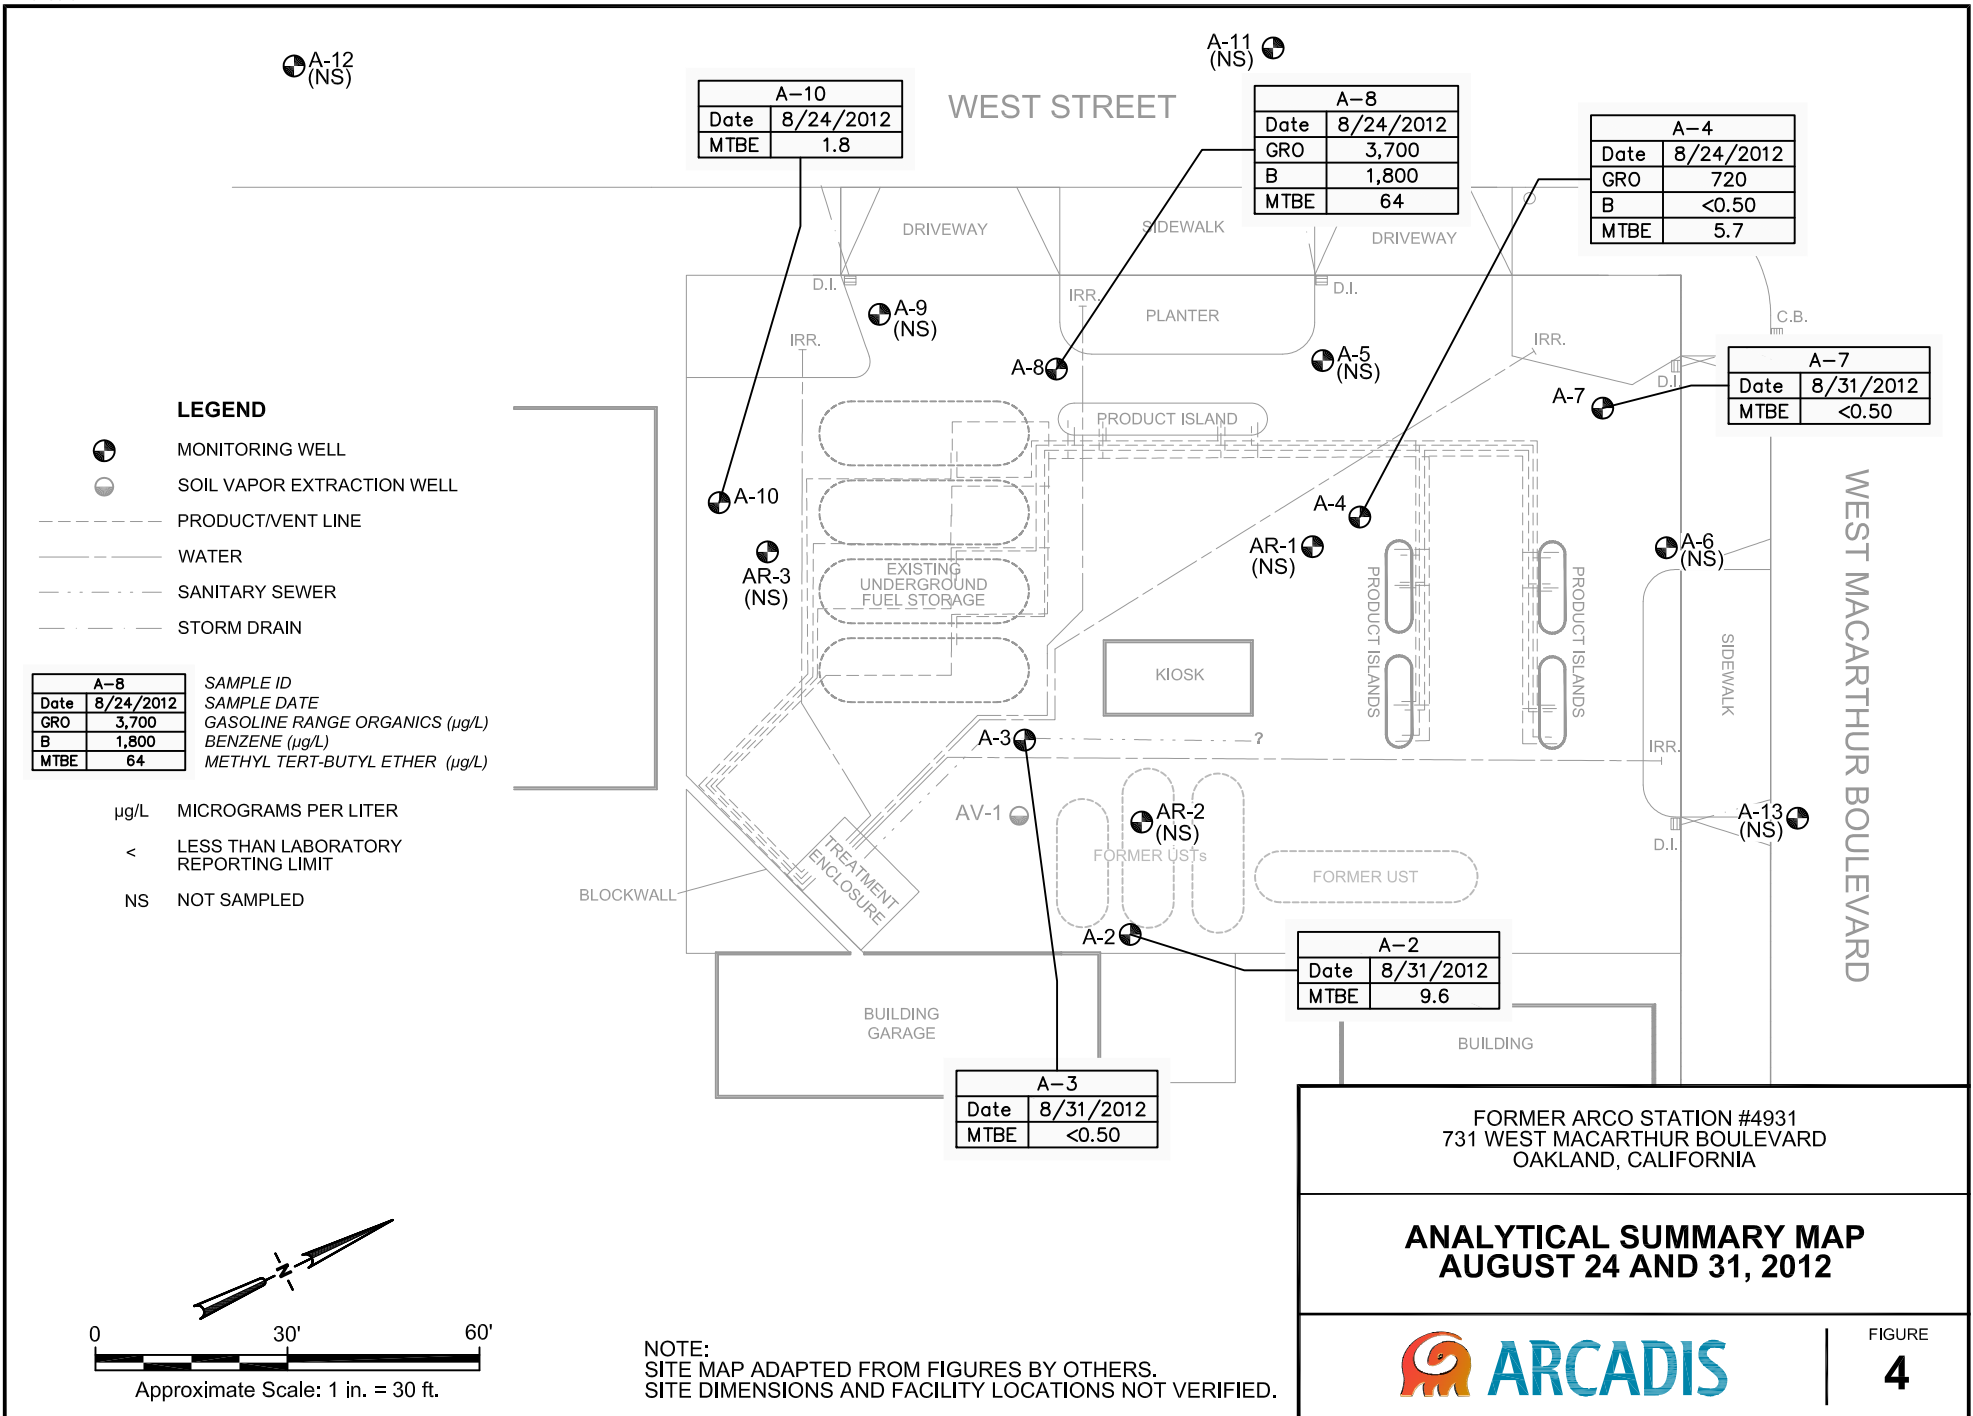 A-12
(NS)
A-11
(NS)
WEST STREET
A-10
Date 8/24/2012
MTBE 1.8
A-8
Date 8/24/2012
GRO 3,700
B 1,800
MTBE 64
A-4
Date 8/24/2012
GRO 720
B <0.50
MTBE 5.7
DRIVEWAY
SIDEWALK
DRIVEWAY
D.I.
D.I.
A-9
(NS)
IRR.
PLANTER
C.B.
IRR.
IRR.
A-8
A-5
(NS)
A-7
D.I.
A-7
Date 8/31/2012
MTBE <0.50
PRODUCT ISLAND
LEGEND
MONITORING WELL
SOIL VAPOR EXTRACTION WELL
PRODUCT/VENT LINE
WATER
SANITARY SEWER
STORM DRAIN
A-8 SAMPLE ID
Date 8/24/2012 SAMPLE DATE
GRO 3,700 GASOLINE RANGE ORGANICS (µg/L)
B 1,800 BENZENE (µg/L)
MTBE 64 METHYL TERT-BUTYL ETHER (µg/L)
µg/L MICROGRAMS PER LITER
< LESS THAN LABORATORY
REPORTING LIMIT
NS NOT SAMPLED
A-10
A-4
AR-3
(NS)
AR-1
(NS)
A-6
(NS)
EXISTING
UNDERGROUND
FUEL STORAGE
PRODUCT ISLANDS
PRODUCT ISLANDS
SIDEWALK
WEST MACARTHUR BOULEVARD
KIOSK
A-3
?
IRR.
AV-1
AR-2
(NS)
A-13
(NS)
D.I.
FORMER USTs
FORMER UST
TREATMENT
ENCLOSURE
BLOCKWALL
A-2
A-2
Date 8/31/2012
MTBE 9.6
BUILDING
GARAGE
BUILDING
A-3
Date 8/31/2012
MTBE <0.50
FORMER ARCO STATION #4931
731 WEST MACARTHUR BOULEVARD
OAKLAND, CALIFORNIA
ANALYTICAL SUMMARY MAP
AUGUST 24 AND 31, 2012
N
0 30' 60'
Approximate Scale: 1 in. = 30 ft.
NOTE:
SITE MAP ADAPTED FROM FIGURES BY OTHERS.
SITE DIMENSIONS AND FACILITY LOCATIONS NOT VERIFIED.
ARCADIS
FIGURE
4